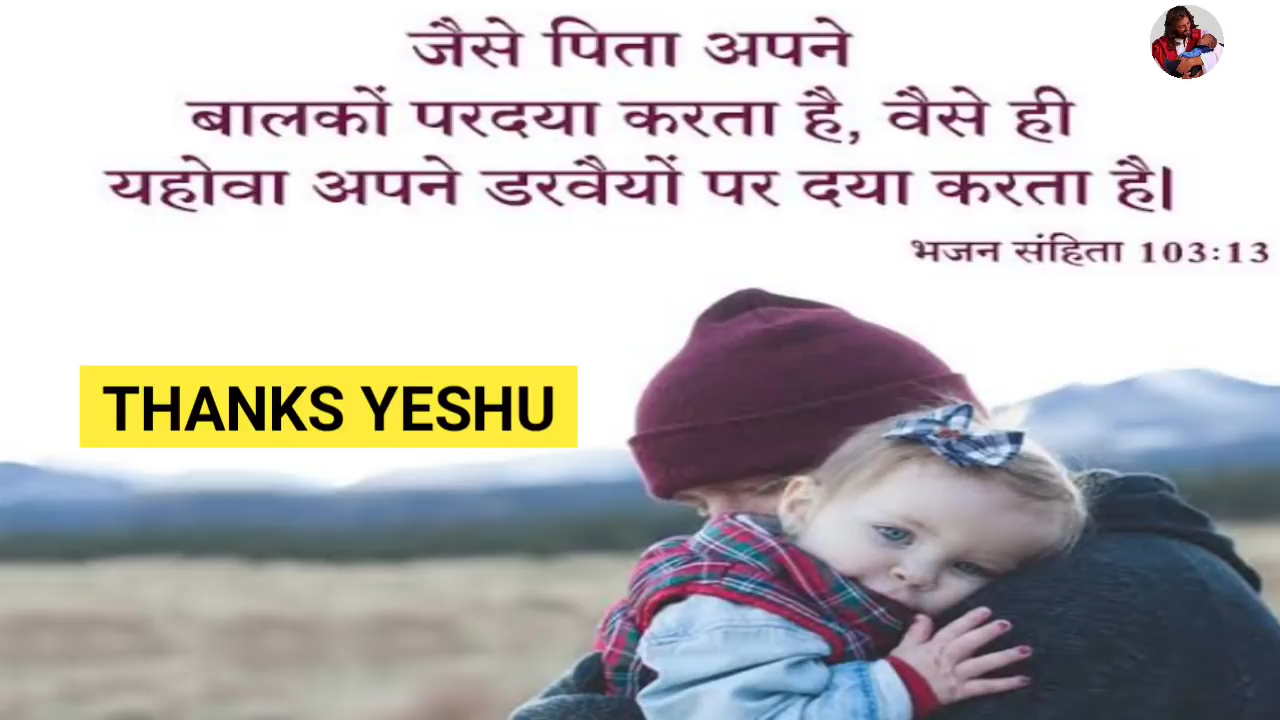 जैसे पिता अपने
बालकों परदया करता है, वैसे ही
यहोवा अपने डरवैयों पर दया करता है।
भजन संहिता 103:13
THANKS YESHU